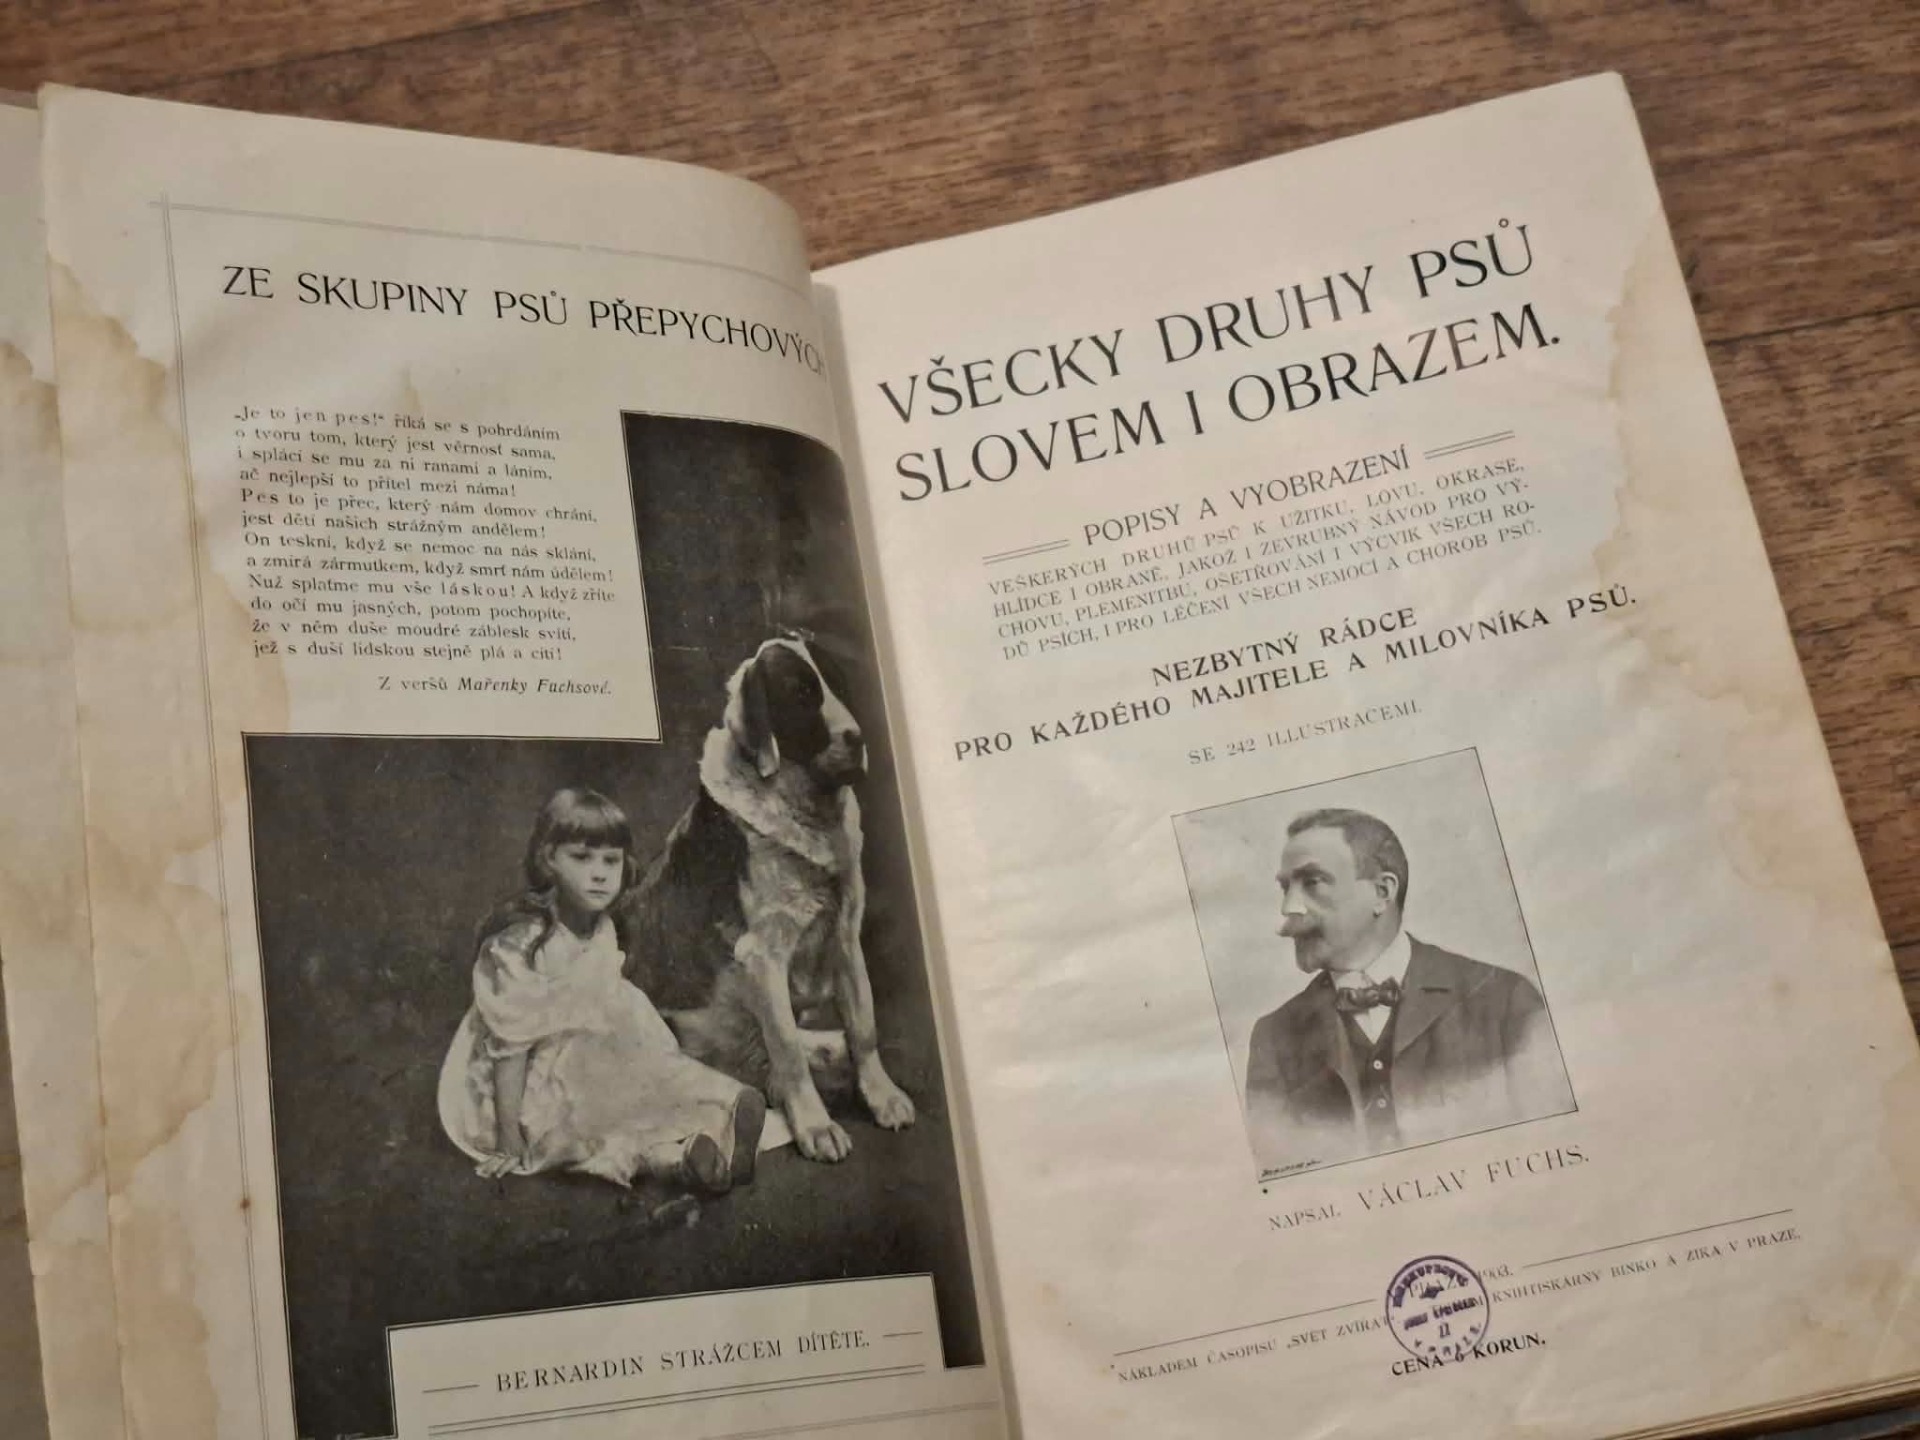 ZE SKUPINY PSŮ PŘEPYCHOVÝCH
„Je to jen pes!“ říká se s pohrdáním
o tvoru tom, který jest věrnosť sama,
i splácí se mu za ni ranami a láním,
ač nejlepší to přítel mezi náma!
Pes to je přec, který nám domov chrání,
jest dětí našich strážným andělem!
On teskní, když se nemoc na nás sklání,
a zmírá zármutkem, když smrť nám údělem!
Nuž splaťme mu vše láskou! A když zříte
do očí mu jasných, potom pochopíte,
že v něm duše moudré záblesk svítí,
jež s duší lidskou stejně plá a cítí!
Z veršů Mařenky Fuchsové.
BERNARDIN STRÁŽCEM DÍTĚTE.
VŠECKY DRUHY PSŮ
SLOVEM I OBRAZEM.
POPISY A VYOBRAZENÍ
VEŠKERÝCH DRUHŮ PSŮ K UŽITKU, LOVU, OKRASE,
HLÍDCE I OBRANĚ, JAKOŽ I ZEVRUBNÝ NÁVOD PRO VÝ-
CHOVU, PLEMENITBU, OŠETŘOVÁNÍ I VÝCVIK VŠECH RO-
DŮ PSÍCH, I PRO LÉČENÍ VŠECH NEMOCÍ A CHOROB PSŮ.
NEZBYTNÝ RÁDCE
PRO KAŽDÉHO MAJITELE A MILOVNÍKA PSŮ.
SE 242 ILLUSTRACEMI.
NAPSAL VÁCLAV FUCHS.
PRAZE 1903.
NÁKLADEM ČASOPISU „SVĚT ZVÍŘAT“. KNIHTISKÁRNY BINKO A ZIKA V PRAZE.
CENA 6 KORUN.